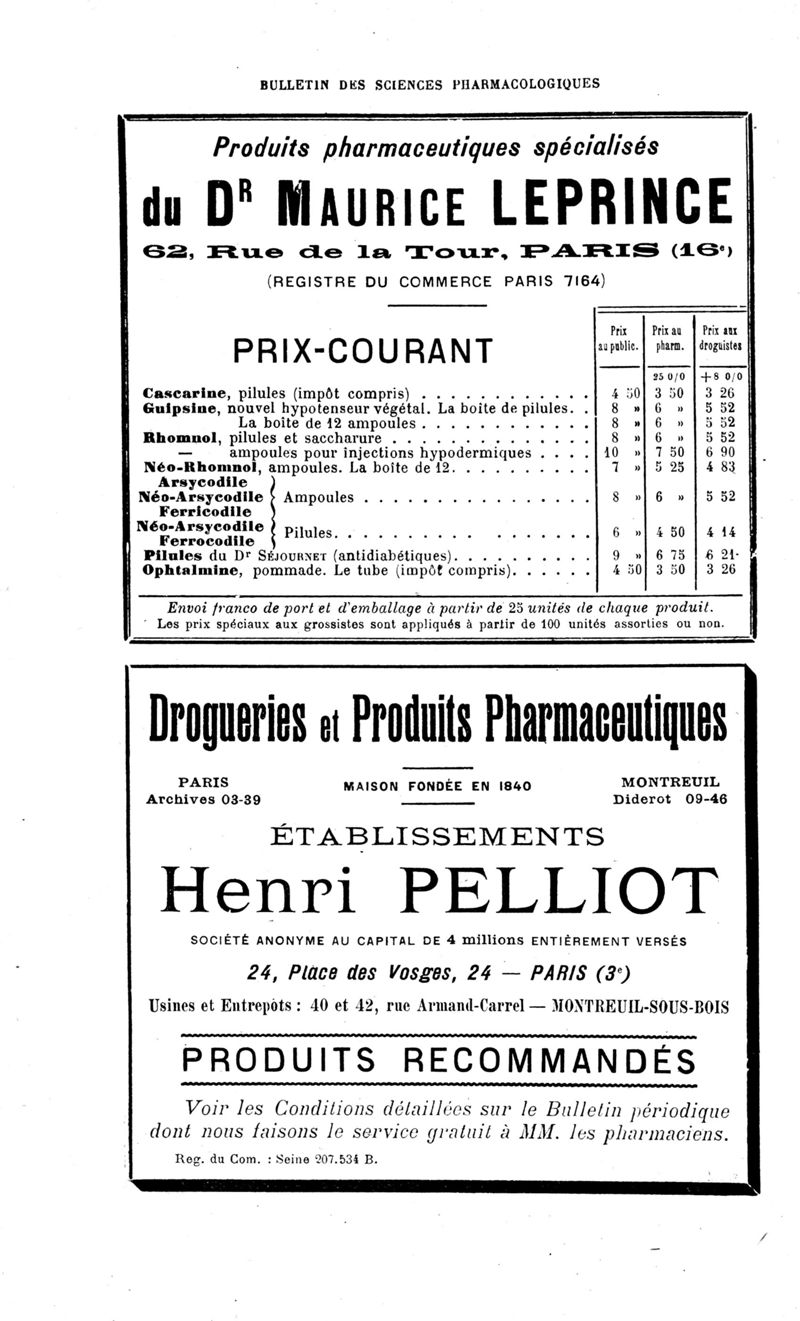 BULLETIN DES SCIENCES PHARMACOLOGIQUES
Produits pharmaceutiques spécialisés
du DR MAURICE LEPRINCE
62, Rue de la Tour, PARIS (16e)
(REGISTRE DU COMMERCE PARIS 7164)
PRIX-COURANT
Prix au public. Prix au pharm. Prix aux droguistes
25 0/0 +8 0/0
Cascarine, pilules (impôt compris) . . . . . . . . . . . . 4 50 3 50 3 26
Guipsine, nouvel hypotenseur végétal. La boite de pilules. . 8 » 6 » 5 52
La boîte de 12 ampoules . . . . . . . . . . . . 8 » 6 » 5 52
Rhomnol, pilules et saccharure . . . . . . . . . . . . . . 8 » 6 » 5 52
— ampoules pour injections hypodermiques . . . . 10 » 7 50 6 90
Néo-Rhomnol, ampoules. La boîte de 12. . . . . . . . . . 7 » 5 25 4 83
Arsycodile
Néo-Arsycodile } Ampoules . . . . . . . . . . . . . . . . 8 » 6 » 5 52
Ferricodile
Néo-Arsycodile
Ferrocodile } Pilules. . . . . . . . . . . . . . . . 6 » 4 50 4 14
Pilules du Dr SÉJOURNET (antidiabétiques). . . . . . . . . . 9 » 6 75 6 21
Ophtalmine, pommade. Le tube (impôt compris). . . . . . 4 50 3 50 3 26
Envoi franco de port et d'emballage à partir de 25 unités de chaque produit.
Les prix spéciaux aux grossistes sont appliqués à partir de 100 unités assorties ou non.
Drogueries et Produits Pharmaceutiques
PARIS
Archives 03-39
MAISON FONDÉE EN 1840
MONTREUIL
Diderot 09-46
ÉTABLISSEMENTS
Henri PELLIOT
SOCIÉTÉ ANONYME AU CAPITAL DE 4 millions ENTIÈREMENT VERSÉS
24, Place des Vosges, 24 — PARIS (3e)
Usines et Entrepôts : 40 et 42, rue Armand-Carrel — MONTREUIL-SOUS-BOIS
PRODUITS RECOMMANDÉS
Voir les Conditions détaillées sur le Bulletin périodique
dont nous faisons le service gratuit à MM. les pharmaciens.
Reg. du Com. : Seine 207.534 B.